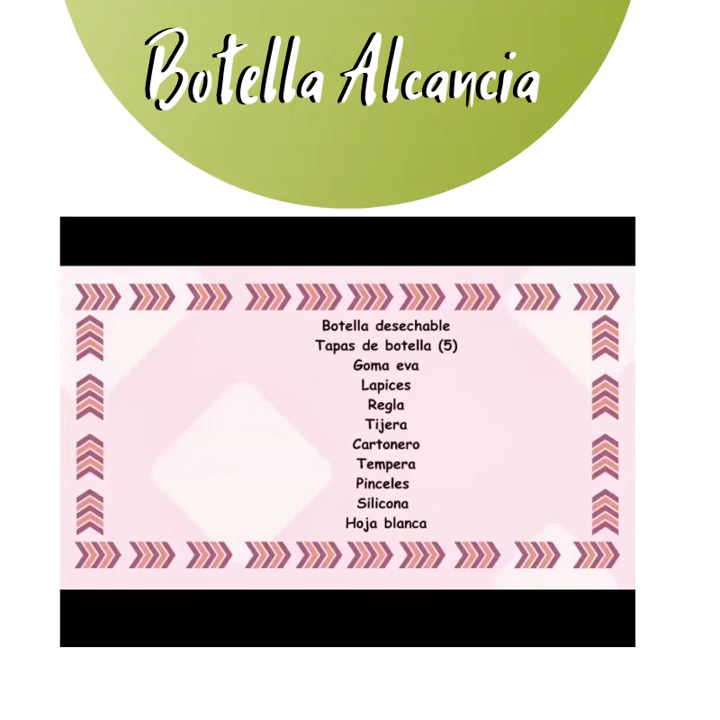 Botella Alcancia
Botella desechable
Tapas de botella (5)
Goma eva
Lapices
Regla
Tijera
Cartonero
Tempera
Pinceles
Silicona
Hoja blanca